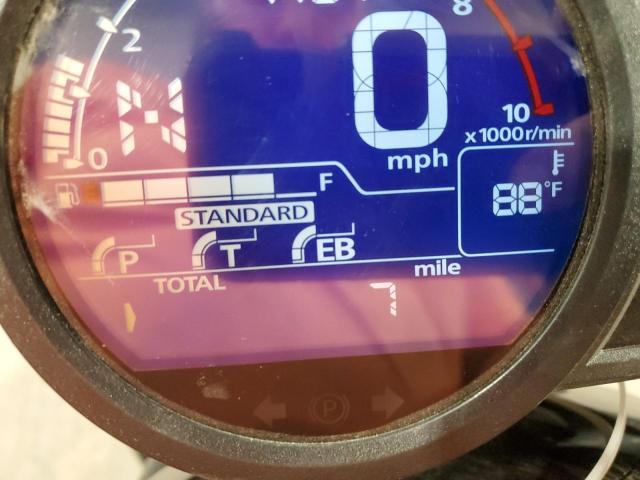 2
8
0
0
10
x1000r/min
mph
F
88°F
STANDARD
P T EB
mile
TOTAL
7
P